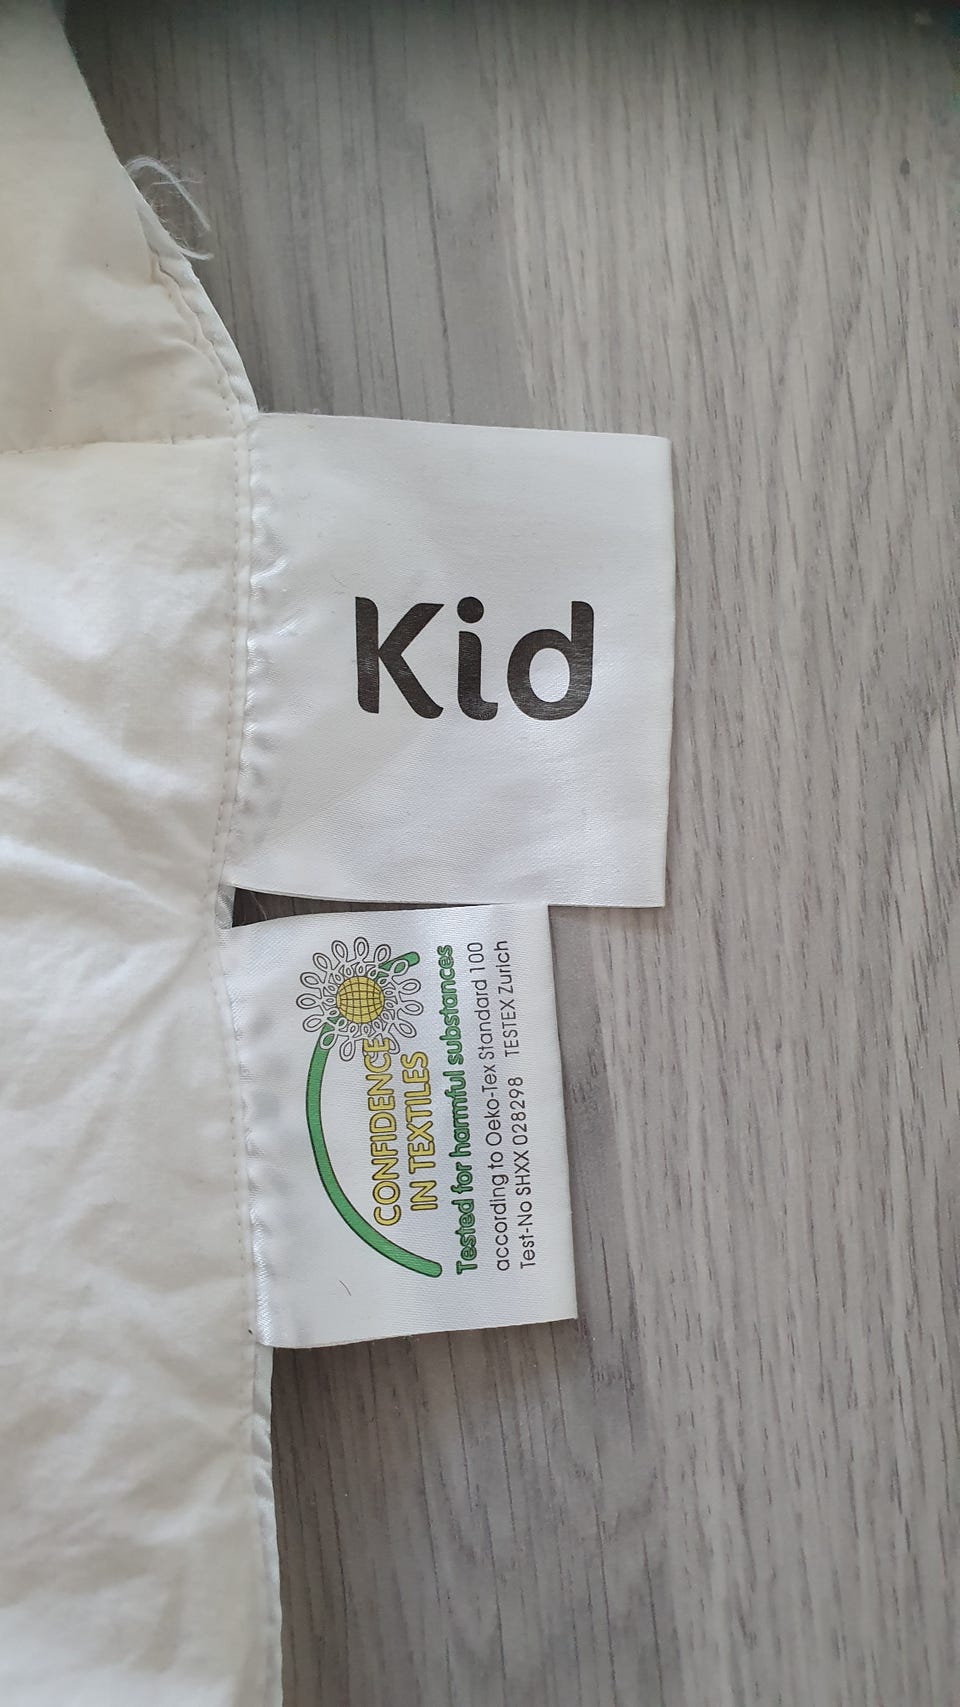 Kid
CONFIDENCE
IN TEXTILES
Tested for harmful substances
according to Oeko-Tex Standard 100
Test-No SHXX 028298 TESTEX Zurich